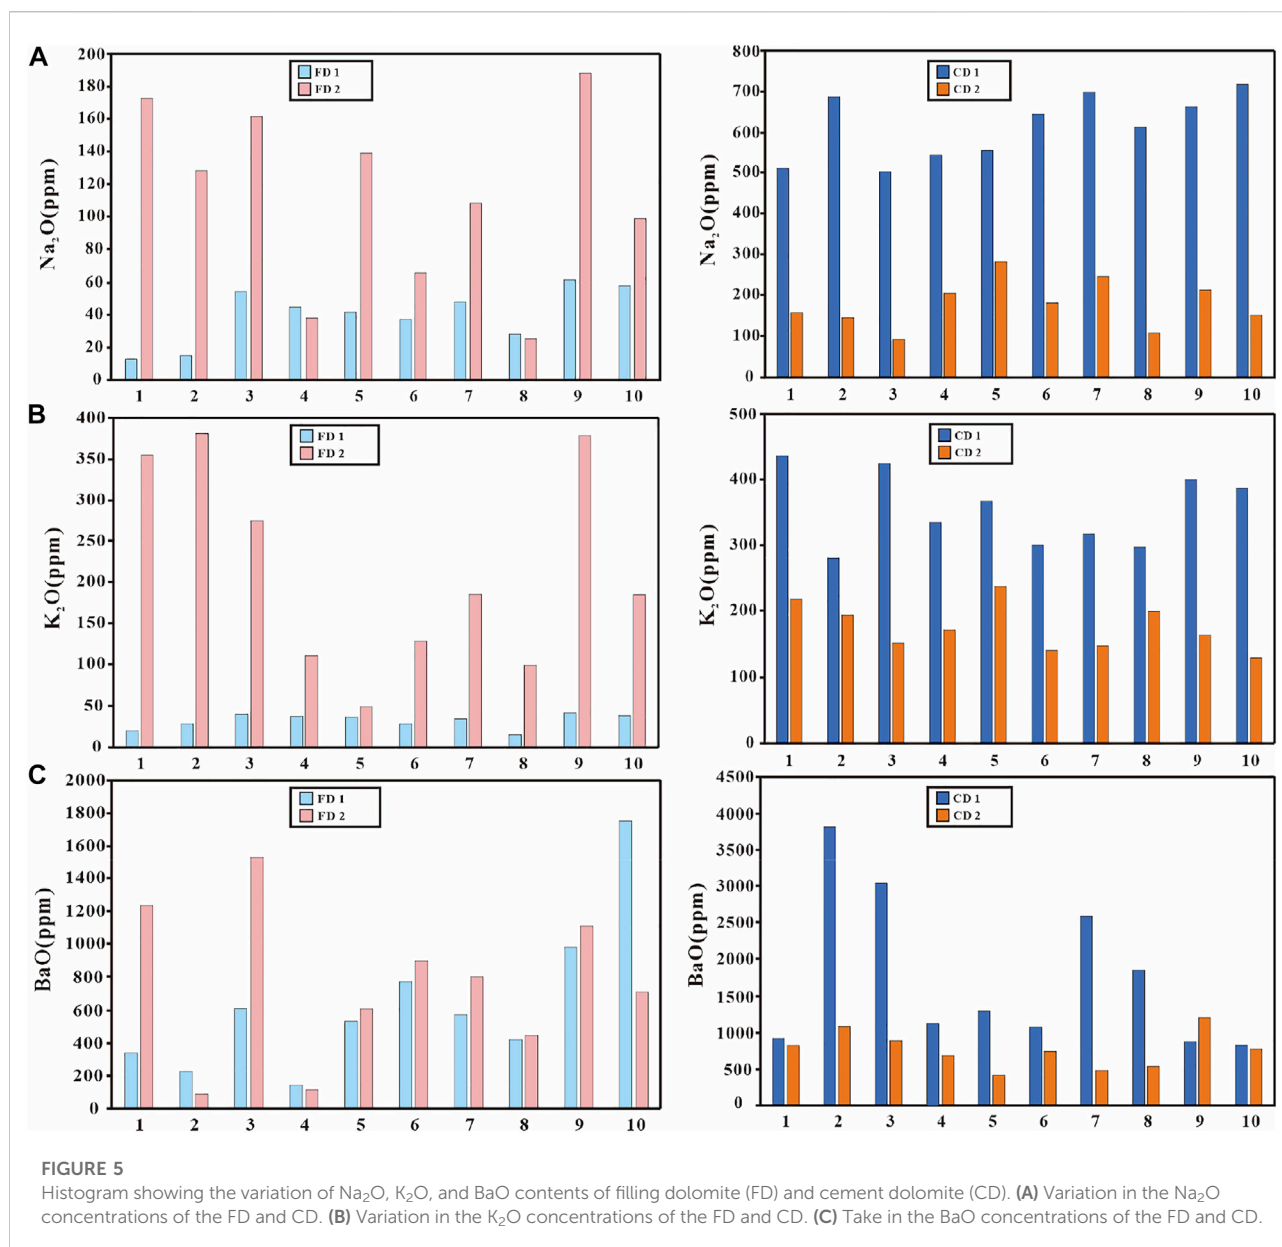 A
200
180
160
140
120
100
80
60
40
20
0
Na₂O(ppm)
FD 1
FD 2
1 2 3 4 5 6 7 8 9 10
800
700
600
500
400
300
200
100
0
Na₂O(ppm)
CD 1
CD 2
1 2 3 4 5 6 7 8 9 10
B
400
350
300
250
200
150
100
50
0
K₂O(ppm)
FD 1
FD 2
1 2 3 4 5 6 7 8 9 10
500
400
300
200
100
0
K₂O(ppm)
CD 1
CD 2
1 2 3 4 5 6 7 8 9 10
C
2000
1800
1600
1400
1200
1000
800
600
400
200
0
BaO(ppm)
FD 1
FD 2
1 2 3 4 5 6 7 8 9 10
4500
4000
3500
3000
2500
2000
1500
1000
500
0
BaO(ppm)
CD 1
CD 2
1 2 3 4 5 6 7 8 9 10
FIGURE 5
Histogram showing the variation of Na₂O, K₂O, and BaO contents of filling dolomite (FD) and cement dolomite (CD). (A) Variation in the Na₂O
concentrations of the FD and CD. (B) Variation in the K₂O concentrations of the FD and CD. (C) Take in the BaO concentrations of the FD and CD.